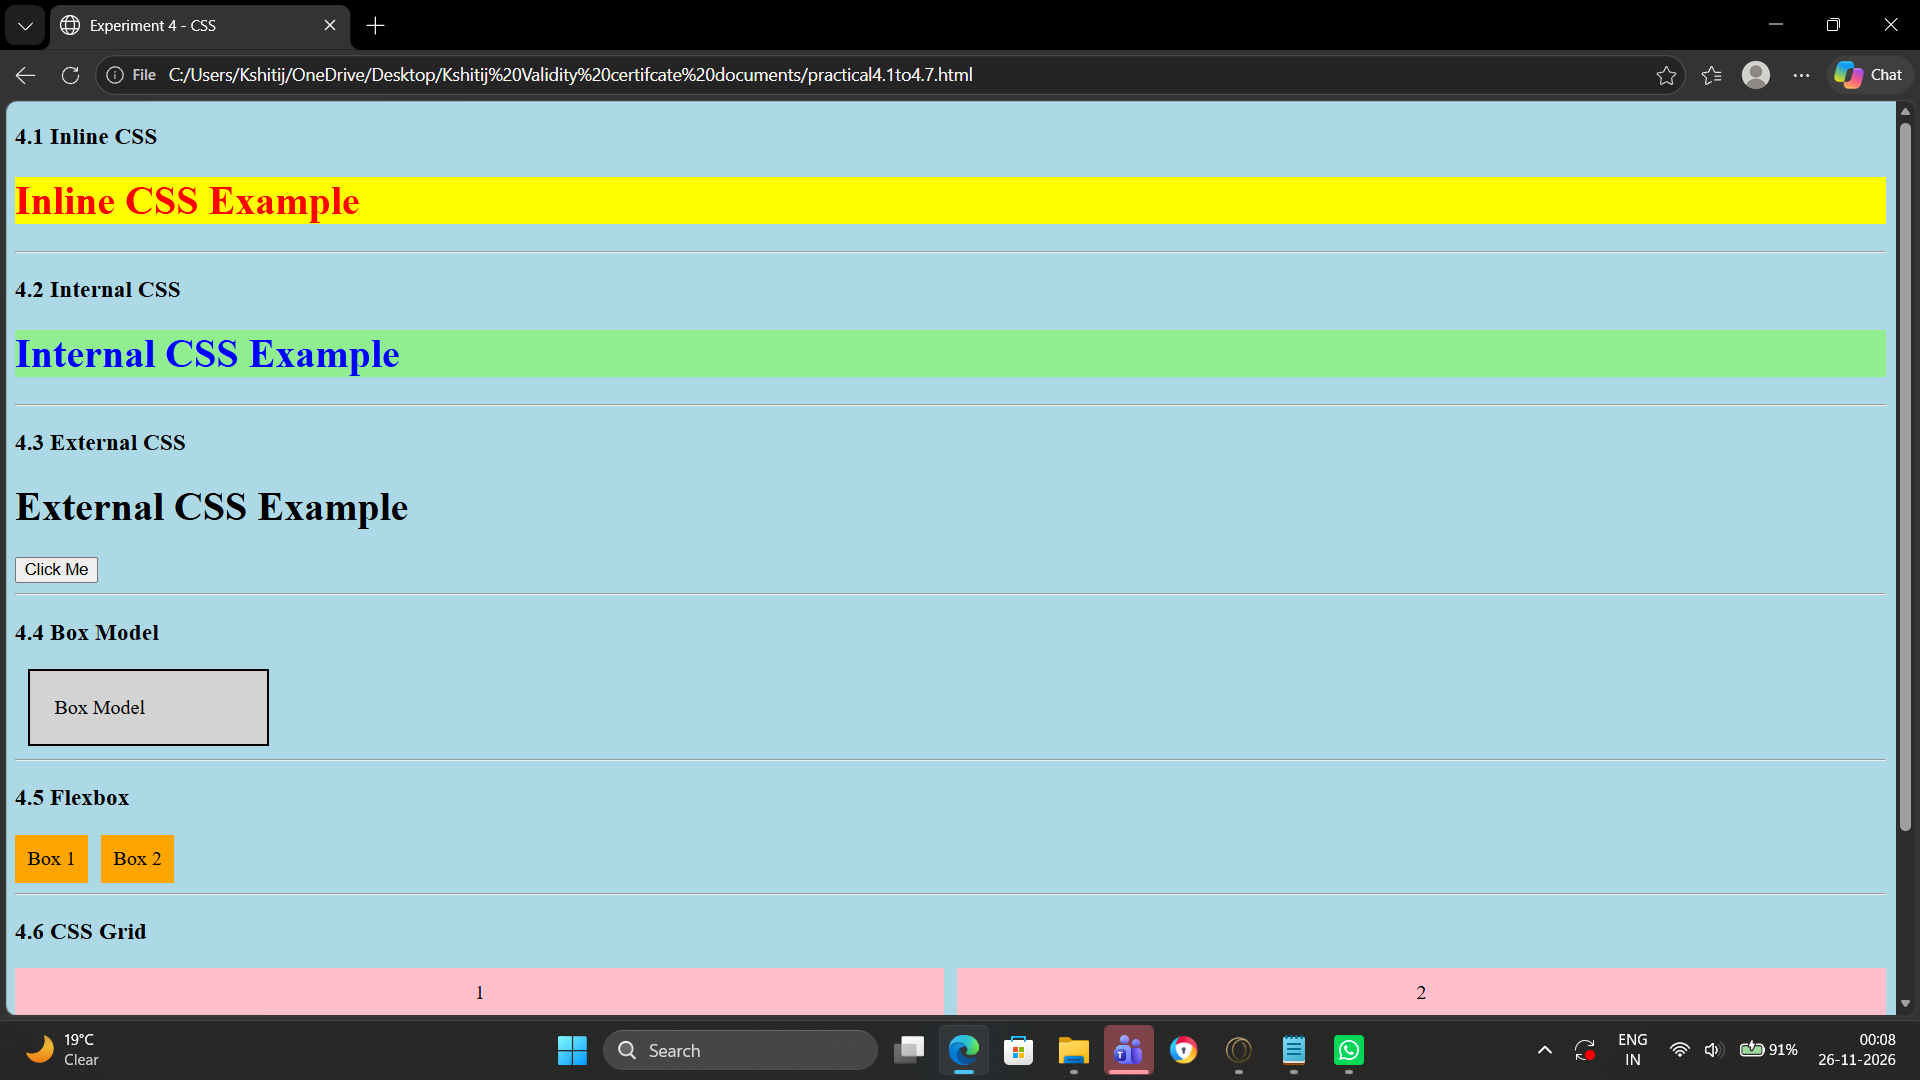 Experiment 4 - CSS
File C:/Users/Kshitij/OneDrive/Desktop/Kshitij%20Validity%20certifcate%20documents/practical4.1to4.7.html
Chat
4.1 Inline CSS
Inline CSS Example
4.2 Internal CSS
Internal CSS Example
4.3 External CSS
External CSS Example
Click Me
4.4 Box Model
Box Model
4.5 Flexbox
Box 1 Box 2
4.6 CSS Grid
1 2
19°C
Clear
Search
ENG
IN
91%
00:08
26-11-2026